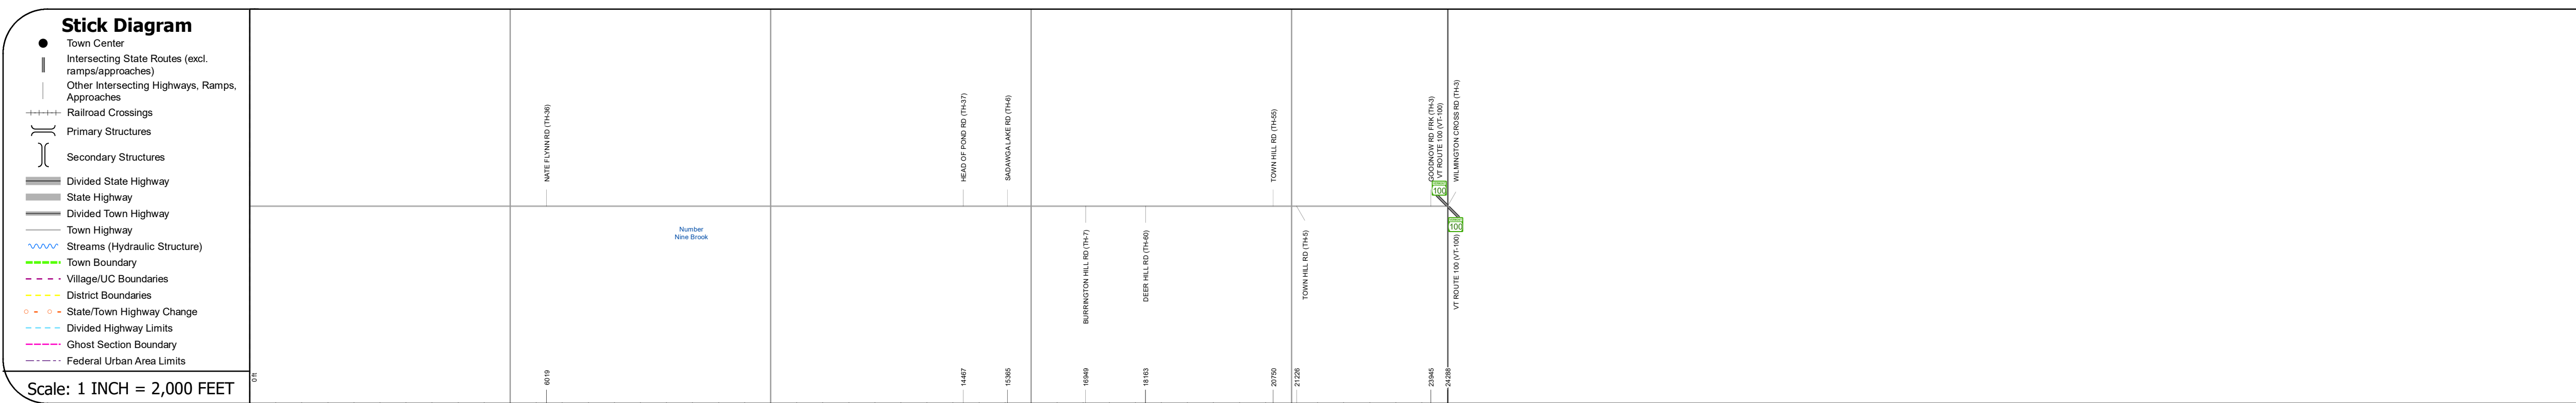 Stick Diagram
Town Center
Intersecting State Routes (excl.
ramps/approaches)
Other Intersecting Highways, Ramps,
Approaches
Railroad Crossings
Primary Structures
Secondary Structures
Divided State Highway
State Highway
Divided Town Highway
Town Highway
Streams (Hydraulic Structure)
Town Boundary
Village/UC Boundaries
District Boundaries
State/Town Highway Change
Divided Highway Limits
Ghost Section Boundary
Federal Urban Area Limits
Scale: 1 INCH = 2,000 FEET
NATE FLYNN RD (TH-36)
HEAD OF POND RD (TH-37)
SADAWGA LAKE RD (TH-6)
TOWN HILL RD (TH-55)
GOODNOW RD FRK (TH-3)
VT ROUTE 100 (VT-100)
WILMINGTON CROSS RD (TH-3)
100
100
Number
Nine Brook
BURRINGTON HILL RD (TH-7)
DEER HILL RD (TH-60)
TOWN HILL RD (TH-5)
VT ROUTE 100 (VT-100)
0 ft
6019
14467
15365
16949
18163
20750
21226
23945
24288